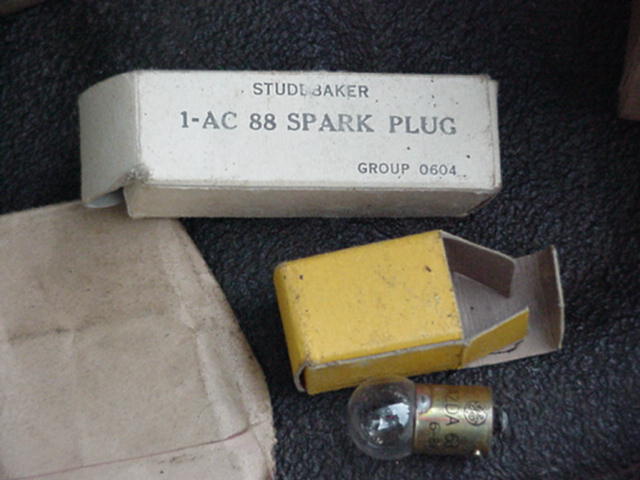 STUDEBAKER
1-AC 88 SPARK PLUG
GROUP 0604